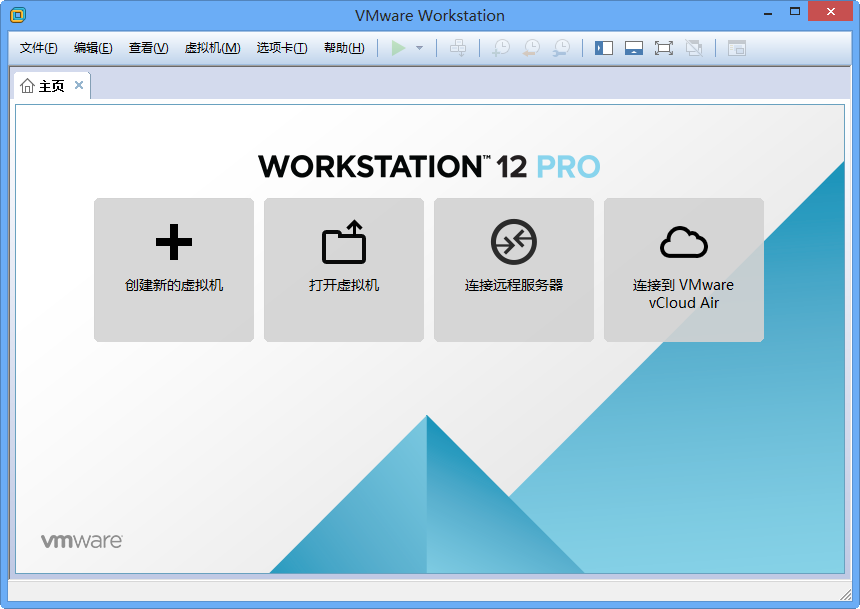 VMware Workstation
文件(F) 编辑(E) 查看(V) 虚拟机(M) 选项卡(T) 帮助(H)
主页
WORKSTATION™ 12 PRO
创建新的虚拟机
打开虚拟机
连接远程服务器
连接到 VMware
vCloud Air
vmware